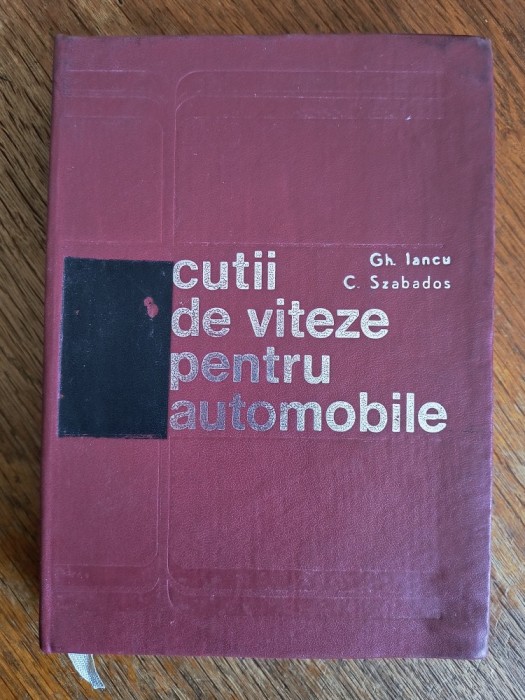 Gh. Iancu
C. Szabados
cutii
de viteze
pentru
automobile